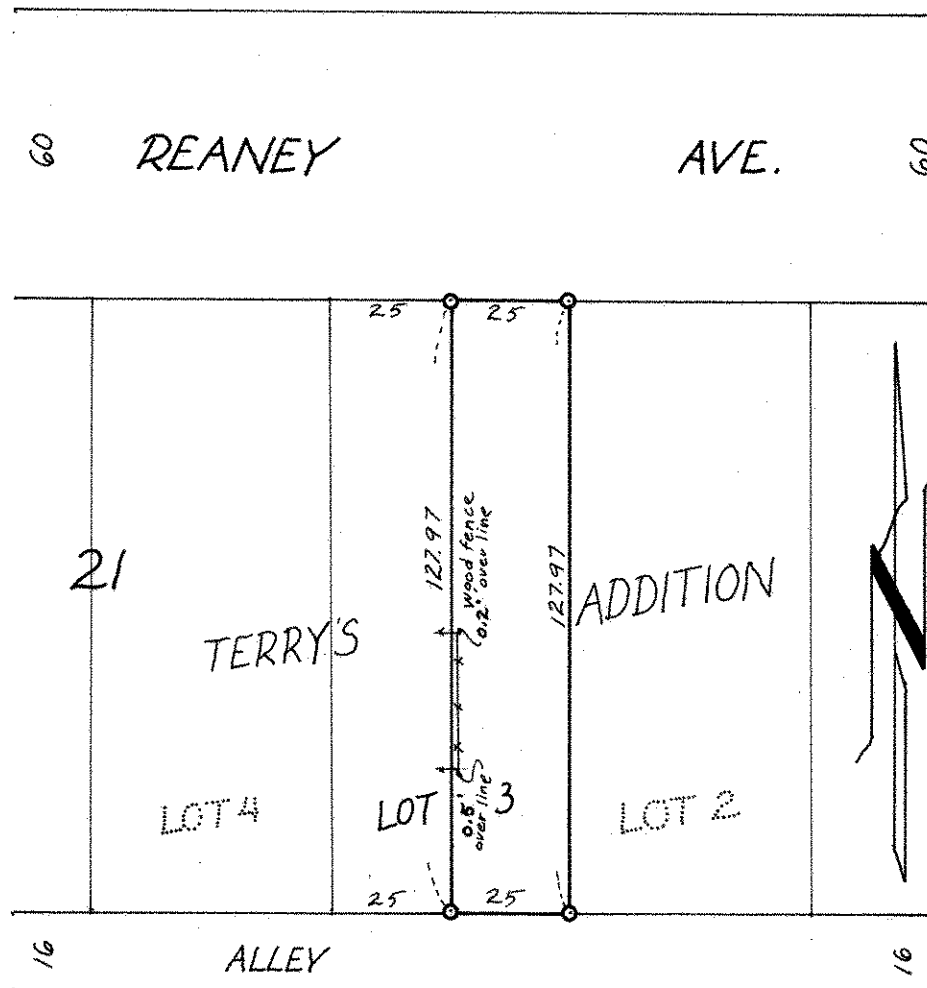 60 REANEY AVE. 60
25 25
127.97
wood fence
0.2' over line
127.97
21
TERRY'S ADDITION
N
LOT 4
LOT 3
0.5'
over line
LOT 2
25 25
16 ALLEY 16